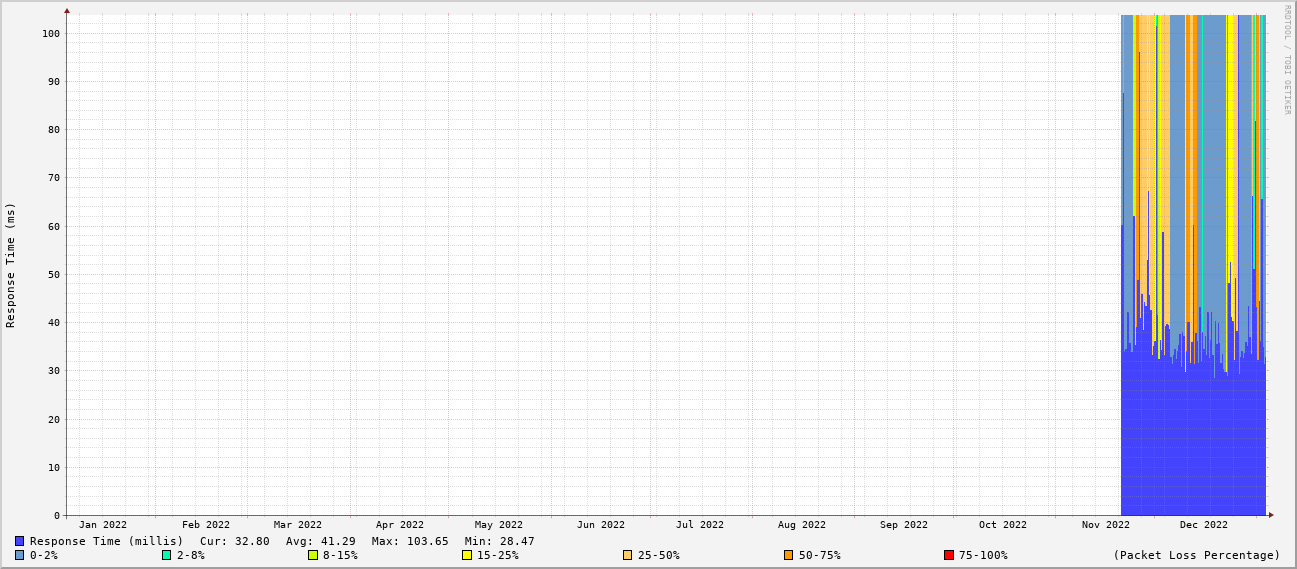 RRDTOOL / TOBI OETIKER
Response Time (ms)
100
90
80
70
60
50
40
30
20
10
0
Jan 2022 Feb 2022 Mar 2022 Apr 2022 May 2022 Jun 2022 Jul 2022 Aug 2022 Sep 2022 Oct 2022 Nov 2022 Dec 2022
Response Time (millis) Cur: 32.80 Avg: 41.29 Max: 103.65 Min: 28.47
0-2% 2-8% 8-15% 15-25% 25-50% 50-75% 75-100% (Packet Loss Percentage)